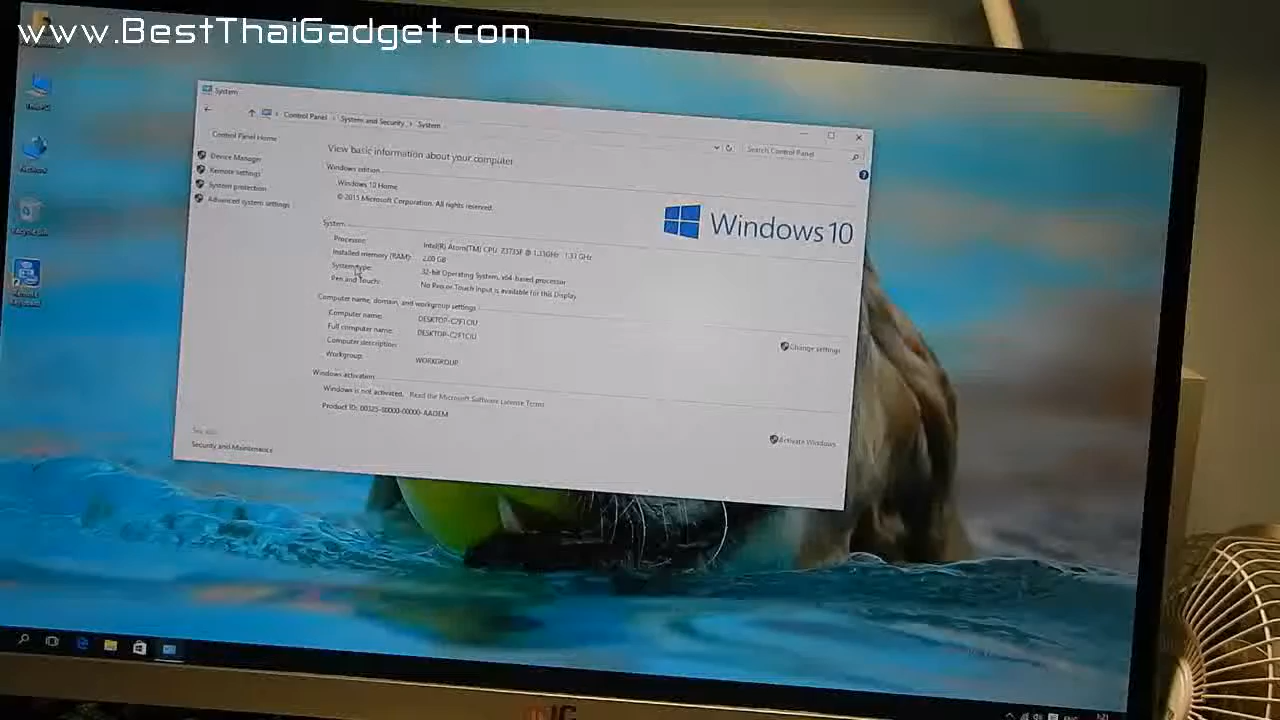 www.BestThaiGadget.com
System
Control Panel > System and Security > System
Search Control Panel
Control Panel Home
Device Manager
Remote settings
System protection
Advanced system settings
View basic information about your computer
Windows edition
Windows 10 Home
© 2015 Microsoft Corporation. All rights reserved.
Windows 10
System
Processor: Intel(R) Atom(TM) CPU Z3735F @ 1.33GHz 1.33 GHz
Installed memory (RAM): 2.00 GB
System type: 32-bit Operating System, x64-based processor
Pen and Touch: No Pen or Touch Input is available for this Display
Computer name, domain, and workgroup settings
Computer name: DESKTOP-C2F1CIU
Full computer name: DESKTOP-C2F1CIU
Computer description:
Workgroup: WORKGROUP
Change settings
Windows activation
Windows is not activated. Read the Microsoft Software License Terms
Product ID: 00325-80000-00000-AAOEM
Activate Windows
See also
Security and Maintenance